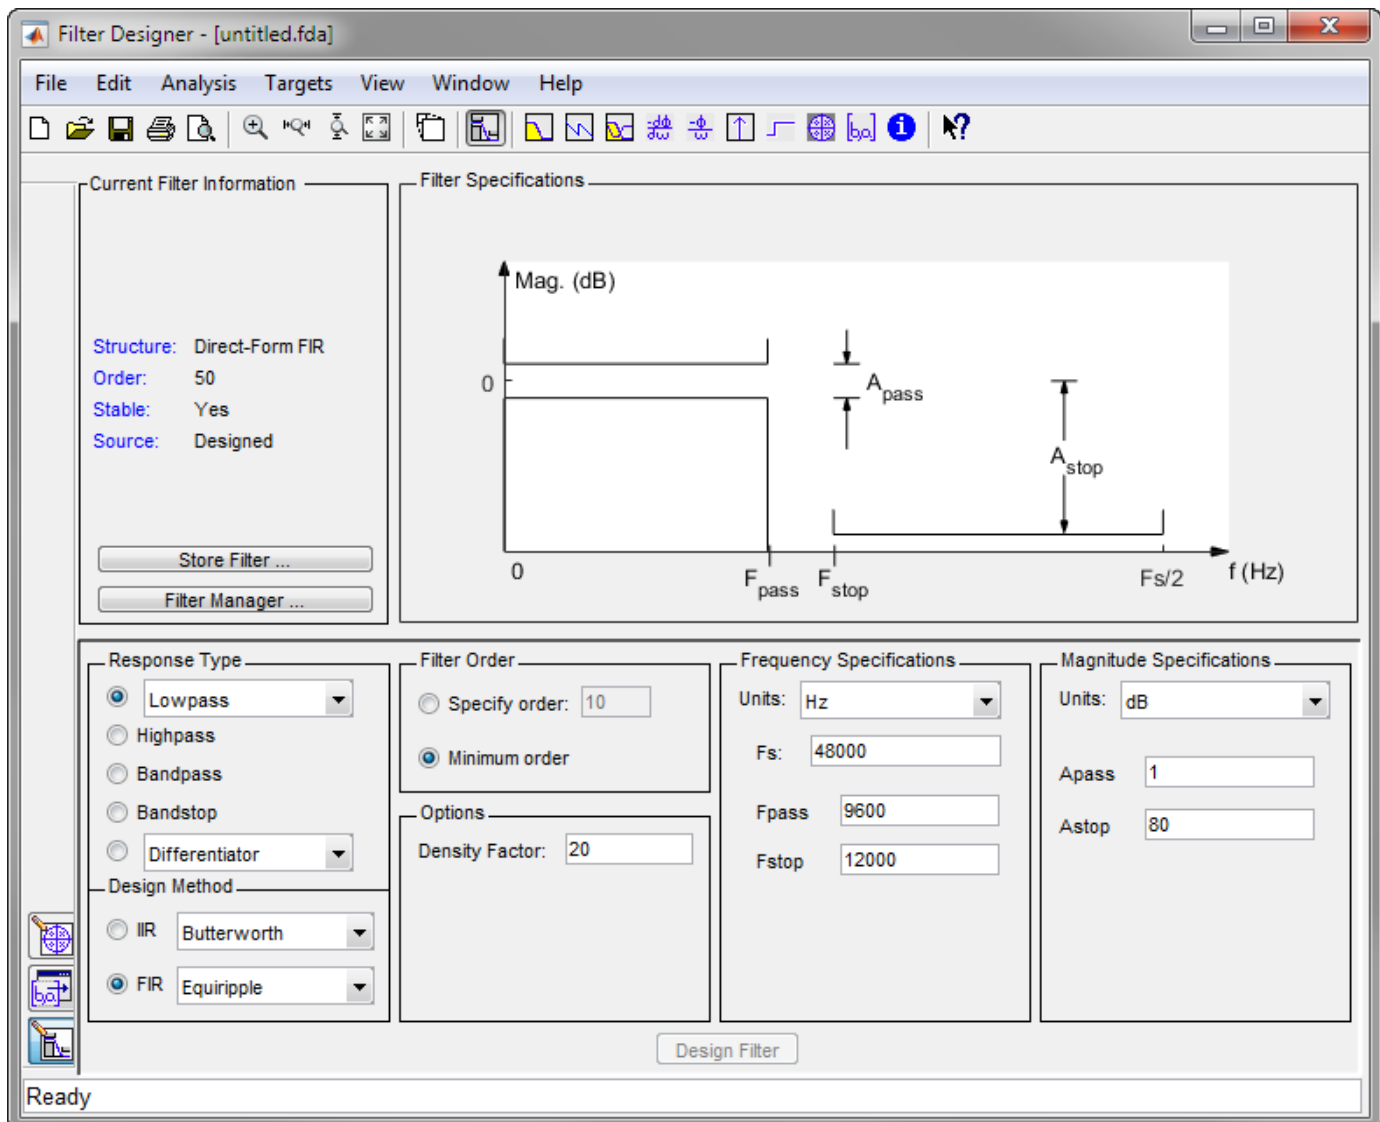 Filter Designer - [untitled.fda]
File Edit Analysis Targets View Window Help
Current Filter Information
Structure: Direct-Form FIR
Order: 50
Stable: Yes
Source: Designed
Store Filter ...
Filter Manager ...
Filter Specifications
Mag. (dB)
0
Apass
Astop
0
Fpass Fstop Fs/2 f (Hz)
Response Type
Lowpass
Highpass
Bandpass
Bandstop
Differentiator
Design Method
IIR Butterworth
FIR Equiripple
Filter Order
Specify order: 10
Minimum order
Options
Density Factor: 20
Frequency Specifications
Units: Hz
Fs: 48000
Fpass 9600
Fstop 12000
Magnitude Specifications
Units: dB
Apass 1
Astop 80
Design Filter
Ready